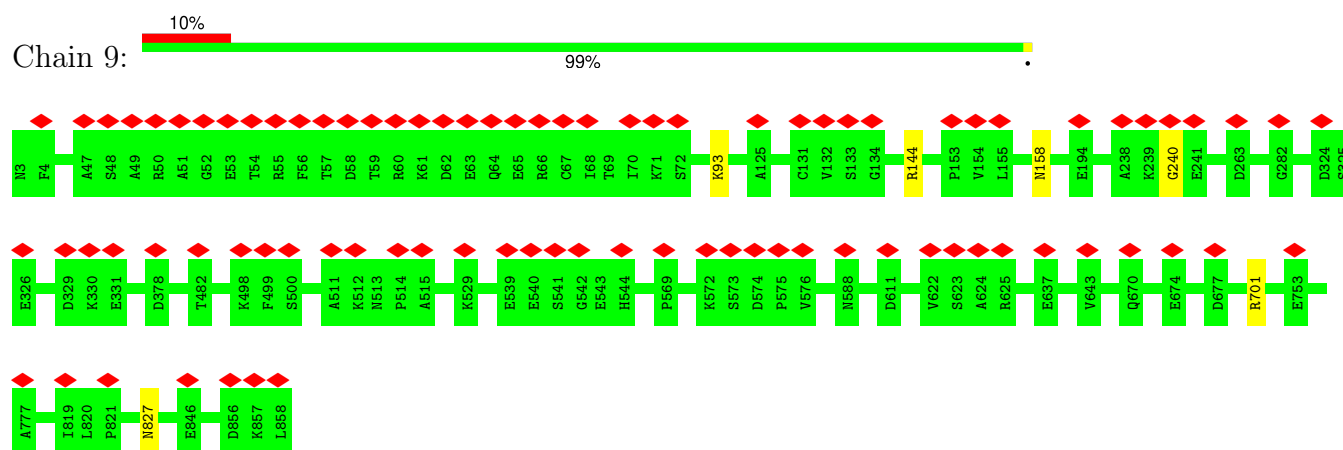 10%
Chain 9:
99%
N3 F4 A47 S48 A49 R50 A51 G52 E53 T54 R55 F56 T57 D58 T59 R60 K61 D62 E63 Q64 E65 R66 C67 I68 T69 I70 K71 S72 K93 A125 C131 V132 S133 G134 R144 P153 V154 L155 N158 E194 A238 K239 G240 E241 D263 G282 D324 S325
E326 D329 K330 E331 D378 T482 K498 F499 S500 A511 K512 N513 P514 A515 K529 E539 E540 S541 G542 E543 H544 P569 K572 S573 D574 P575 V576 N588 D611 V622 S623 A624 R625 E637 V643 Q670 E674 D677 R701 E753
A777 I819 L820 P821 N827 E846 D856 K857 L858